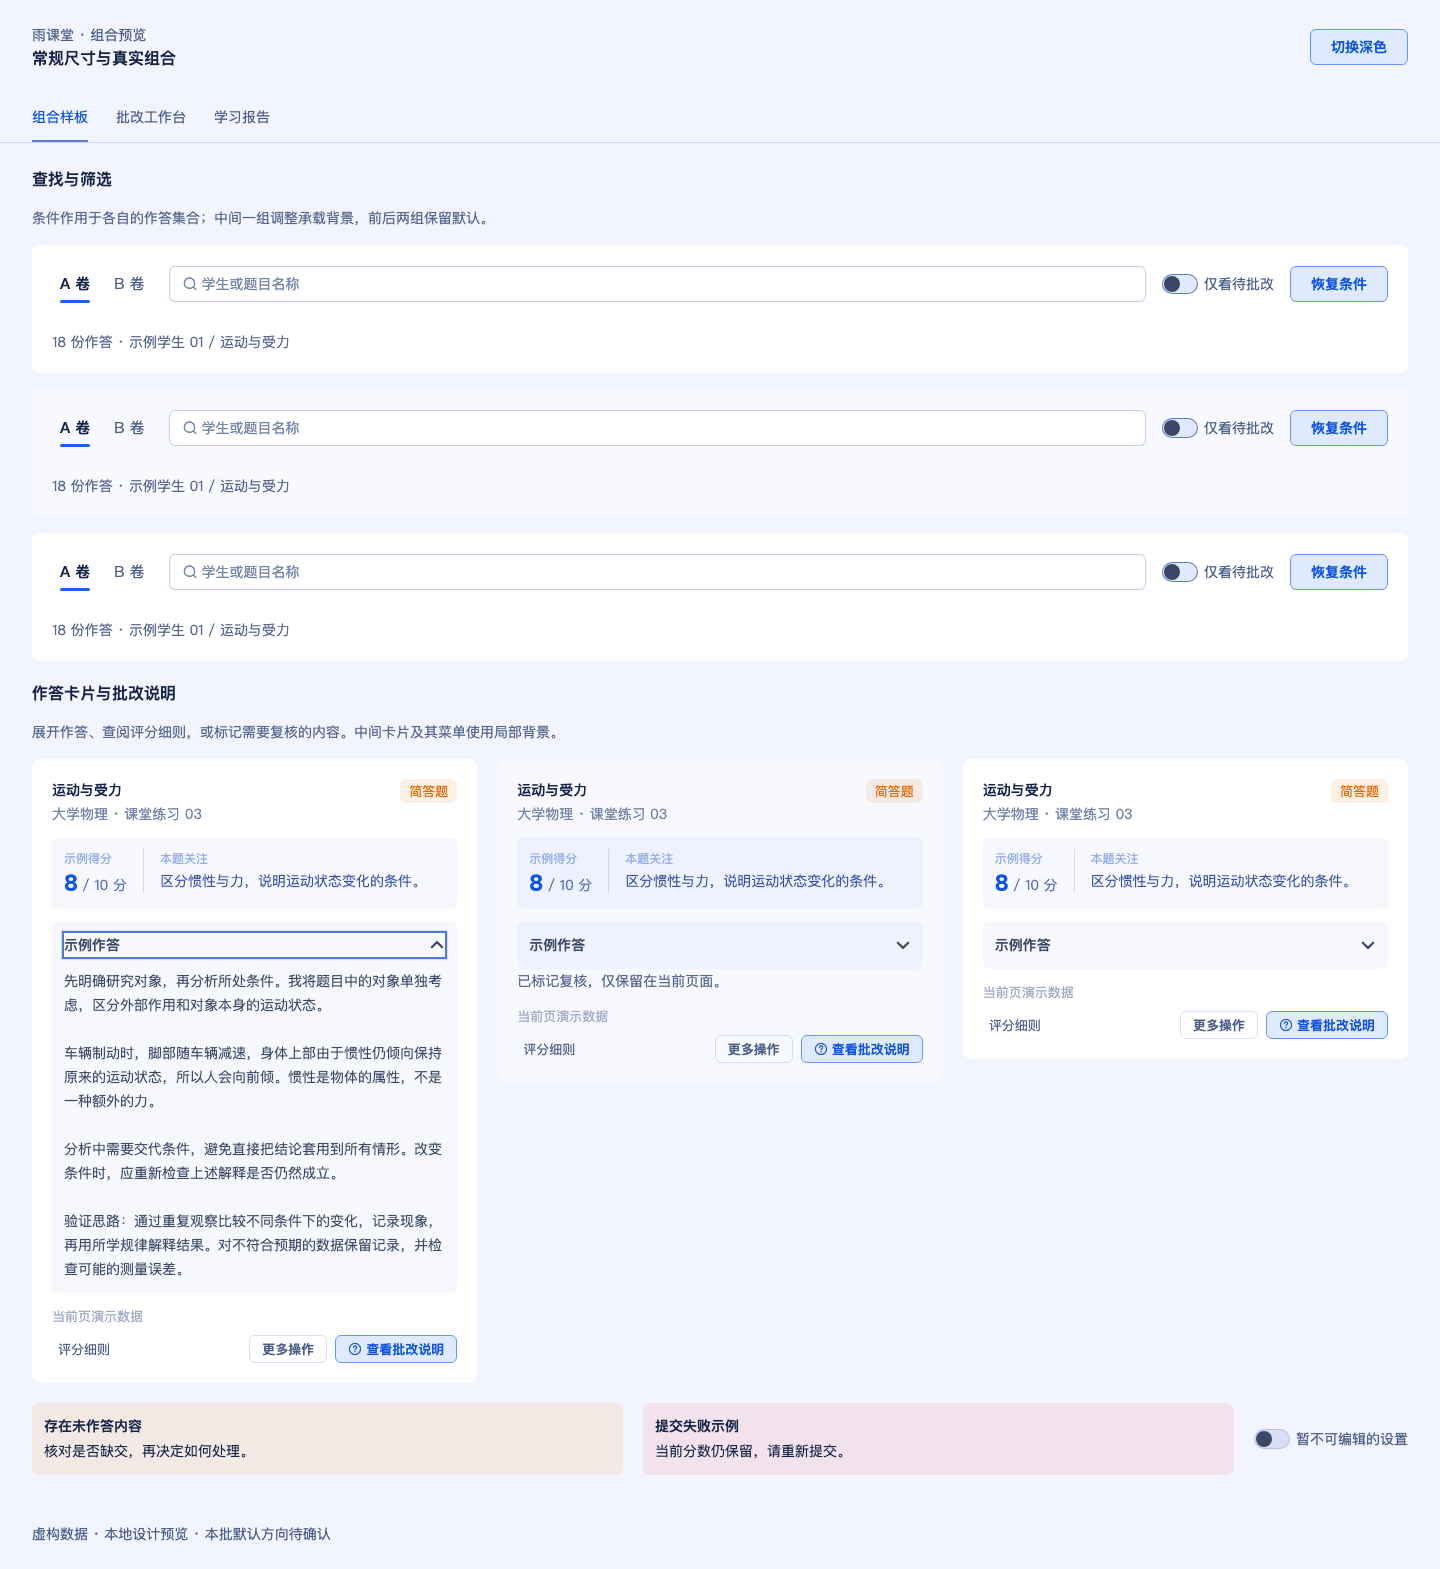 雨课堂 · 组合预览
常规尺寸与真实组合
切换深色
组合样板 批改工作台 学习报告
查找与筛选
条件作用于各自的作答集合；中间一组调整承载背景，前后两组保留默认。
A 卷 B 卷 学生或题目名称 仅看待批改 恢复条件
18 份作答 · 示例学生 01 / 运动与受力
A 卷 B 卷 学生或题目名称 仅看待批改 恢复条件
18 份作答 · 示例学生 01 / 运动与受力
A 卷 B 卷 学生或题目名称 仅看待批改 恢复条件
18 份作答 · 示例学生 01 / 运动与受力
作答卡片与批改说明
展开作答、查阅评分细则，或标记需要复核的内容。中间卡片及其菜单使用局部背景。
运动与受力 简答题
大学物理 · 课堂练习 03
示例得分 本题关注
8 / 10 分 区分惯性与力，说明运动状态变化的条件。
示例作答
先明确研究对象，再分析所处条件。我将题目中的对象单独考
虑，区分外部作用和对象本身的运动状态。
车辆制动时，脚部随车辆减速，身体上部由于惯性仍倾向保持
原来的运动状态，所以人会向前倾。惯性是物体的属性，不是
一种额外的力。
分析中需要交代条件，避免直接把结论套用到所有情形。改变
条件时，应重新检查上述解释是否仍然成立。
验证思路：通过重复观察比较不同条件下的变化，记录现象，
再用所学规律解释结果。对不符合预期的数据保留记录，并检
查可能的测量误差。
当前页演示数据
评分细则 更多操作 查看批改说明
运动与受力 简答题
大学物理 · 课堂练习 03
示例得分 本题关注
8 / 10 分 区分惯性与力，说明运动状态变化的条件。
示例作答
已标记复核，仅保留在当前页面。
当前页演示数据
评分细则 更多操作 查看批改说明
运动与受力 简答题
大学物理 · 课堂练习 03
示例得分 本题关注
8 / 10 分 区分惯性与力，说明运动状态变化的条件。
示例作答
当前页演示数据
评分细则 更多操作 查看批改说明
存在未作答内容
核对是否缺交，再决定如何处理。
提交失败示例
当前分数仍保留，请重新提交。
暂不可编辑的设置
虚构数据 · 本地设计预览 · 本批默认方向待确认